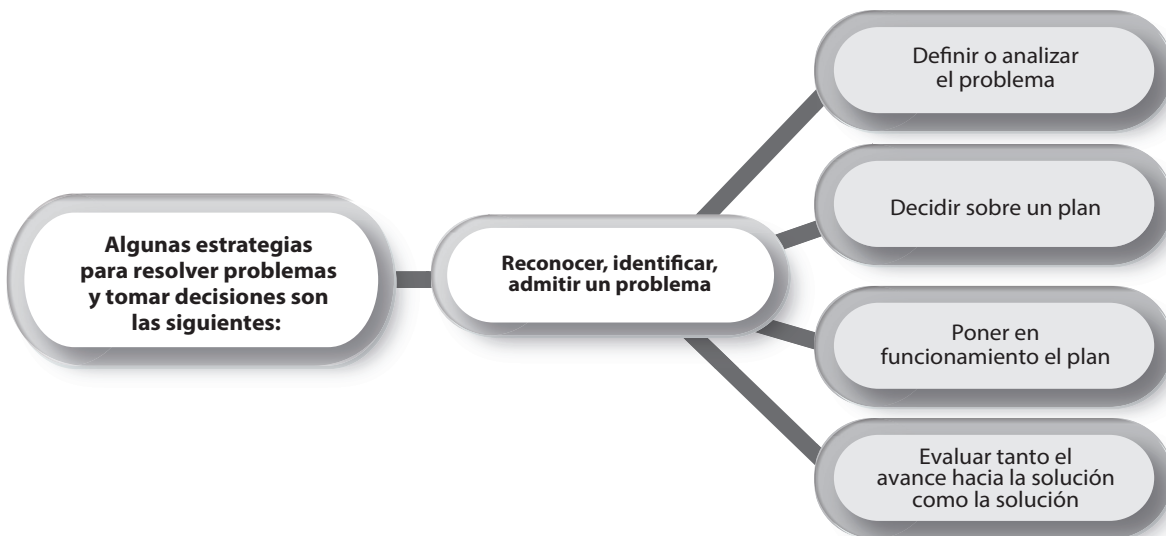 Algunas estrategias
para resolver problemas
y tomar decisiones son
las siguientes:
Reconocer, identificar,
admitir un problema
Definir o analizar
el problema
Decidir sobre un plan
Poner en
funcionamiento el plan
Evaluar tanto el
avance hacia la solución
como la solución